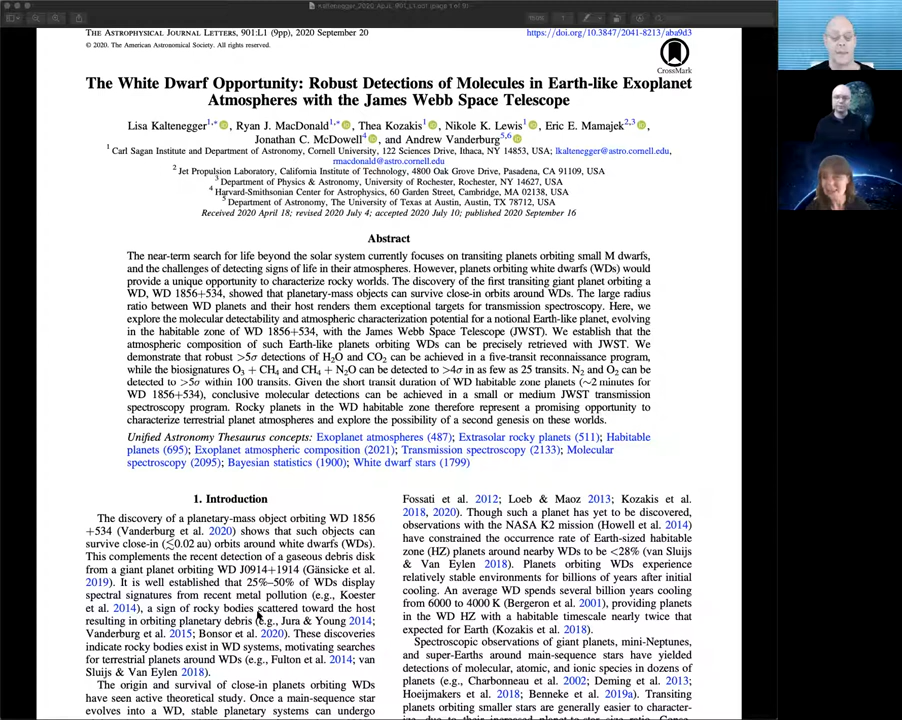 Kaltenegger_2020_ApJL_901_L1.pdf (page 1 of 9)
THE ASTROPHYSICAL JOURNAL LETTERS, 901:L1 (9pp), 2020 September 20
https://doi.org/10.3847/2041-8213/aba9d3
© 2020. The American Astronomical Society. All rights reserved.
CrossMark
The White Dwarf Opportunity: Robust Detections of Molecules in Earth-like Exoplanet
Atmospheres with the James Webb Space Telescope
Lisa Kaltenegger1,*, Ryan J. MacDonald1,*, Thea Kozakis1, Nikole K. Lewis1, Eric E. Mamajek2,3,
Jonathan C. McDowell4, and Andrew Vanderburg5,6
1 Carl Sagan Institute and Department of Astronomy, Cornell University, 122 Sciences Drive, Ithaca, NY 14853, USA; lkaltenegger@astro.cornell.edu,
rmacdonald@astro.cornell.edu
2 Jet Propulsion Laboratory, California Institute of Technology, 4800 Oak Grove Drive, Pasadena, CA 91109, USA
3 Department of Physics & Astronomy, University of Rochester, Rochester, NY 14627, USA
4 Harvard-Smithsonian Center for Astrophysics, 60 Garden Street, Cambridge, MA 02138, USA
5 Department of Astronomy, The University of Texas at Austin, Austin, TX 78712, USA
Received 2020 April 18; revised 2020 July 4; accepted 2020 July 10; published 2020 September 16
Abstract
The near-term search for life beyond the solar system currently focuses on transiting planets orbiting small M dwarfs,
and the challenges of detecting signs of life in their atmospheres. However, planets orbiting white dwarfs (WDs) would
provide a unique opportunity to characterize rocky worlds. The discovery of the first transiting giant planet orbiting a
WD, WD 1856+534, showed that planetary-mass objects can survive close-in orbits around WDs. The large radius
ratio between WD planets and their host renders them exceptional targets for transmission spectroscopy. Here, we
explore the molecular detectability and atmospheric characterization potential for a notional Earth-like planet, evolving
in the habitable zone of WD 1856+534, with the James Webb Space Telescope (JWST). We establish that the
atmospheric composition of such Earth-like planets orbiting WDs can be precisely retrieved with JWST. We
demonstrate that robust >5σ detections of H2O and CO2 can be achieved in a five-transit reconnaissance program,
while the biosignatures O3 + CH4 and CH4 + N2O can be detected to >4σ in as few as 25 transits. N2 and O2 can be
detected to >5σ within 100 transits. Given the short transit duration of WD habitable zone planets (~2 minutes for
WD 1856+534), conclusive molecular detections can be achieved in a small or medium JWST transmission
spectroscopy program. Rocky planets in the WD habitable zone therefore represent a promising opportunity to
characterize terrestrial planet atmospheres and explore the possibility of a second genesis on these worlds.
Unified Astronomy Thesaurus concepts: Exoplanet atmospheres (487); Extrasolar rocky planets (511); Habitable
planets (695); Exoplanet atmospheric composition (2021); Transmission spectroscopy (2133); Molecular
spectroscopy (2095); Bayesian statistics (1900); White dwarf stars (1799)
1. Introduction
The discovery of a planetary-mass object orbiting WD 1856
+534 (Vanderburg et al. 2020) shows that such objects can
survive close-in (≲0.02 au) orbits around white dwarfs (WDs).
This complements the recent detection of a gaseous debris disk
from a giant planet orbiting WD J0914+1914 (Gänsicke et al.
2019). It is well established that 25%–50% of WDs display
spectral signatures from recent metal pollution (e.g., Koester
et al. 2014), a sign of rocky bodies scattered toward the host
resulting in orbiting planetary debris (e.g., Jura & Young 2014;
Vanderburg et al. 2015; Bonsor et al. 2020). These discoveries
indicate rocky bodies exist in WD systems, motivating searches
for terrestrial planets around WDs (e.g., Fulton et al. 2014; van
Sluijs & Van Eylen 2018).
The origin and survival of close-in planets orbiting WDs
have seen active theoretical study. Once a main-sequence star
evolves into a WD, stable planetary systems can undergo
Fossati et al. 2012; Loeb & Maoz 2013; Kozakis et al.
2018, 2020). Though such a planet has yet to be discovered,
observations with the NASA K2 mission (Howell et al. 2014)
have constrained the occurrence rate of Earth-sized habitable
zone (HZ) planets around nearby WDs to be <28% (van Sluijs
& Van Eylen 2018). Planets orbiting WDs experience
relatively stable environments for billions of years after initial
cooling. An average WD spends several billion years cooling
from 6000 to 4000 K (Bergeron et al. 2001), providing planets
in the WD HZ with a habitable timescale nearly twice that
expected for Earth (Kozakis et al. 2018).
Spectroscopic observations of giant planets, mini-Neptunes,
and super-Earths around main-sequence stars have yielded
detections of molecular, atomic, and ionic species in dozens of
planets (e.g., Charbonneau et al. 2002; Deming et al. 2013;
Hoeijmakers et al. 2018; Benneke et al. 2019a). Transiting
planets orbiting smaller stars are generally easier to character-